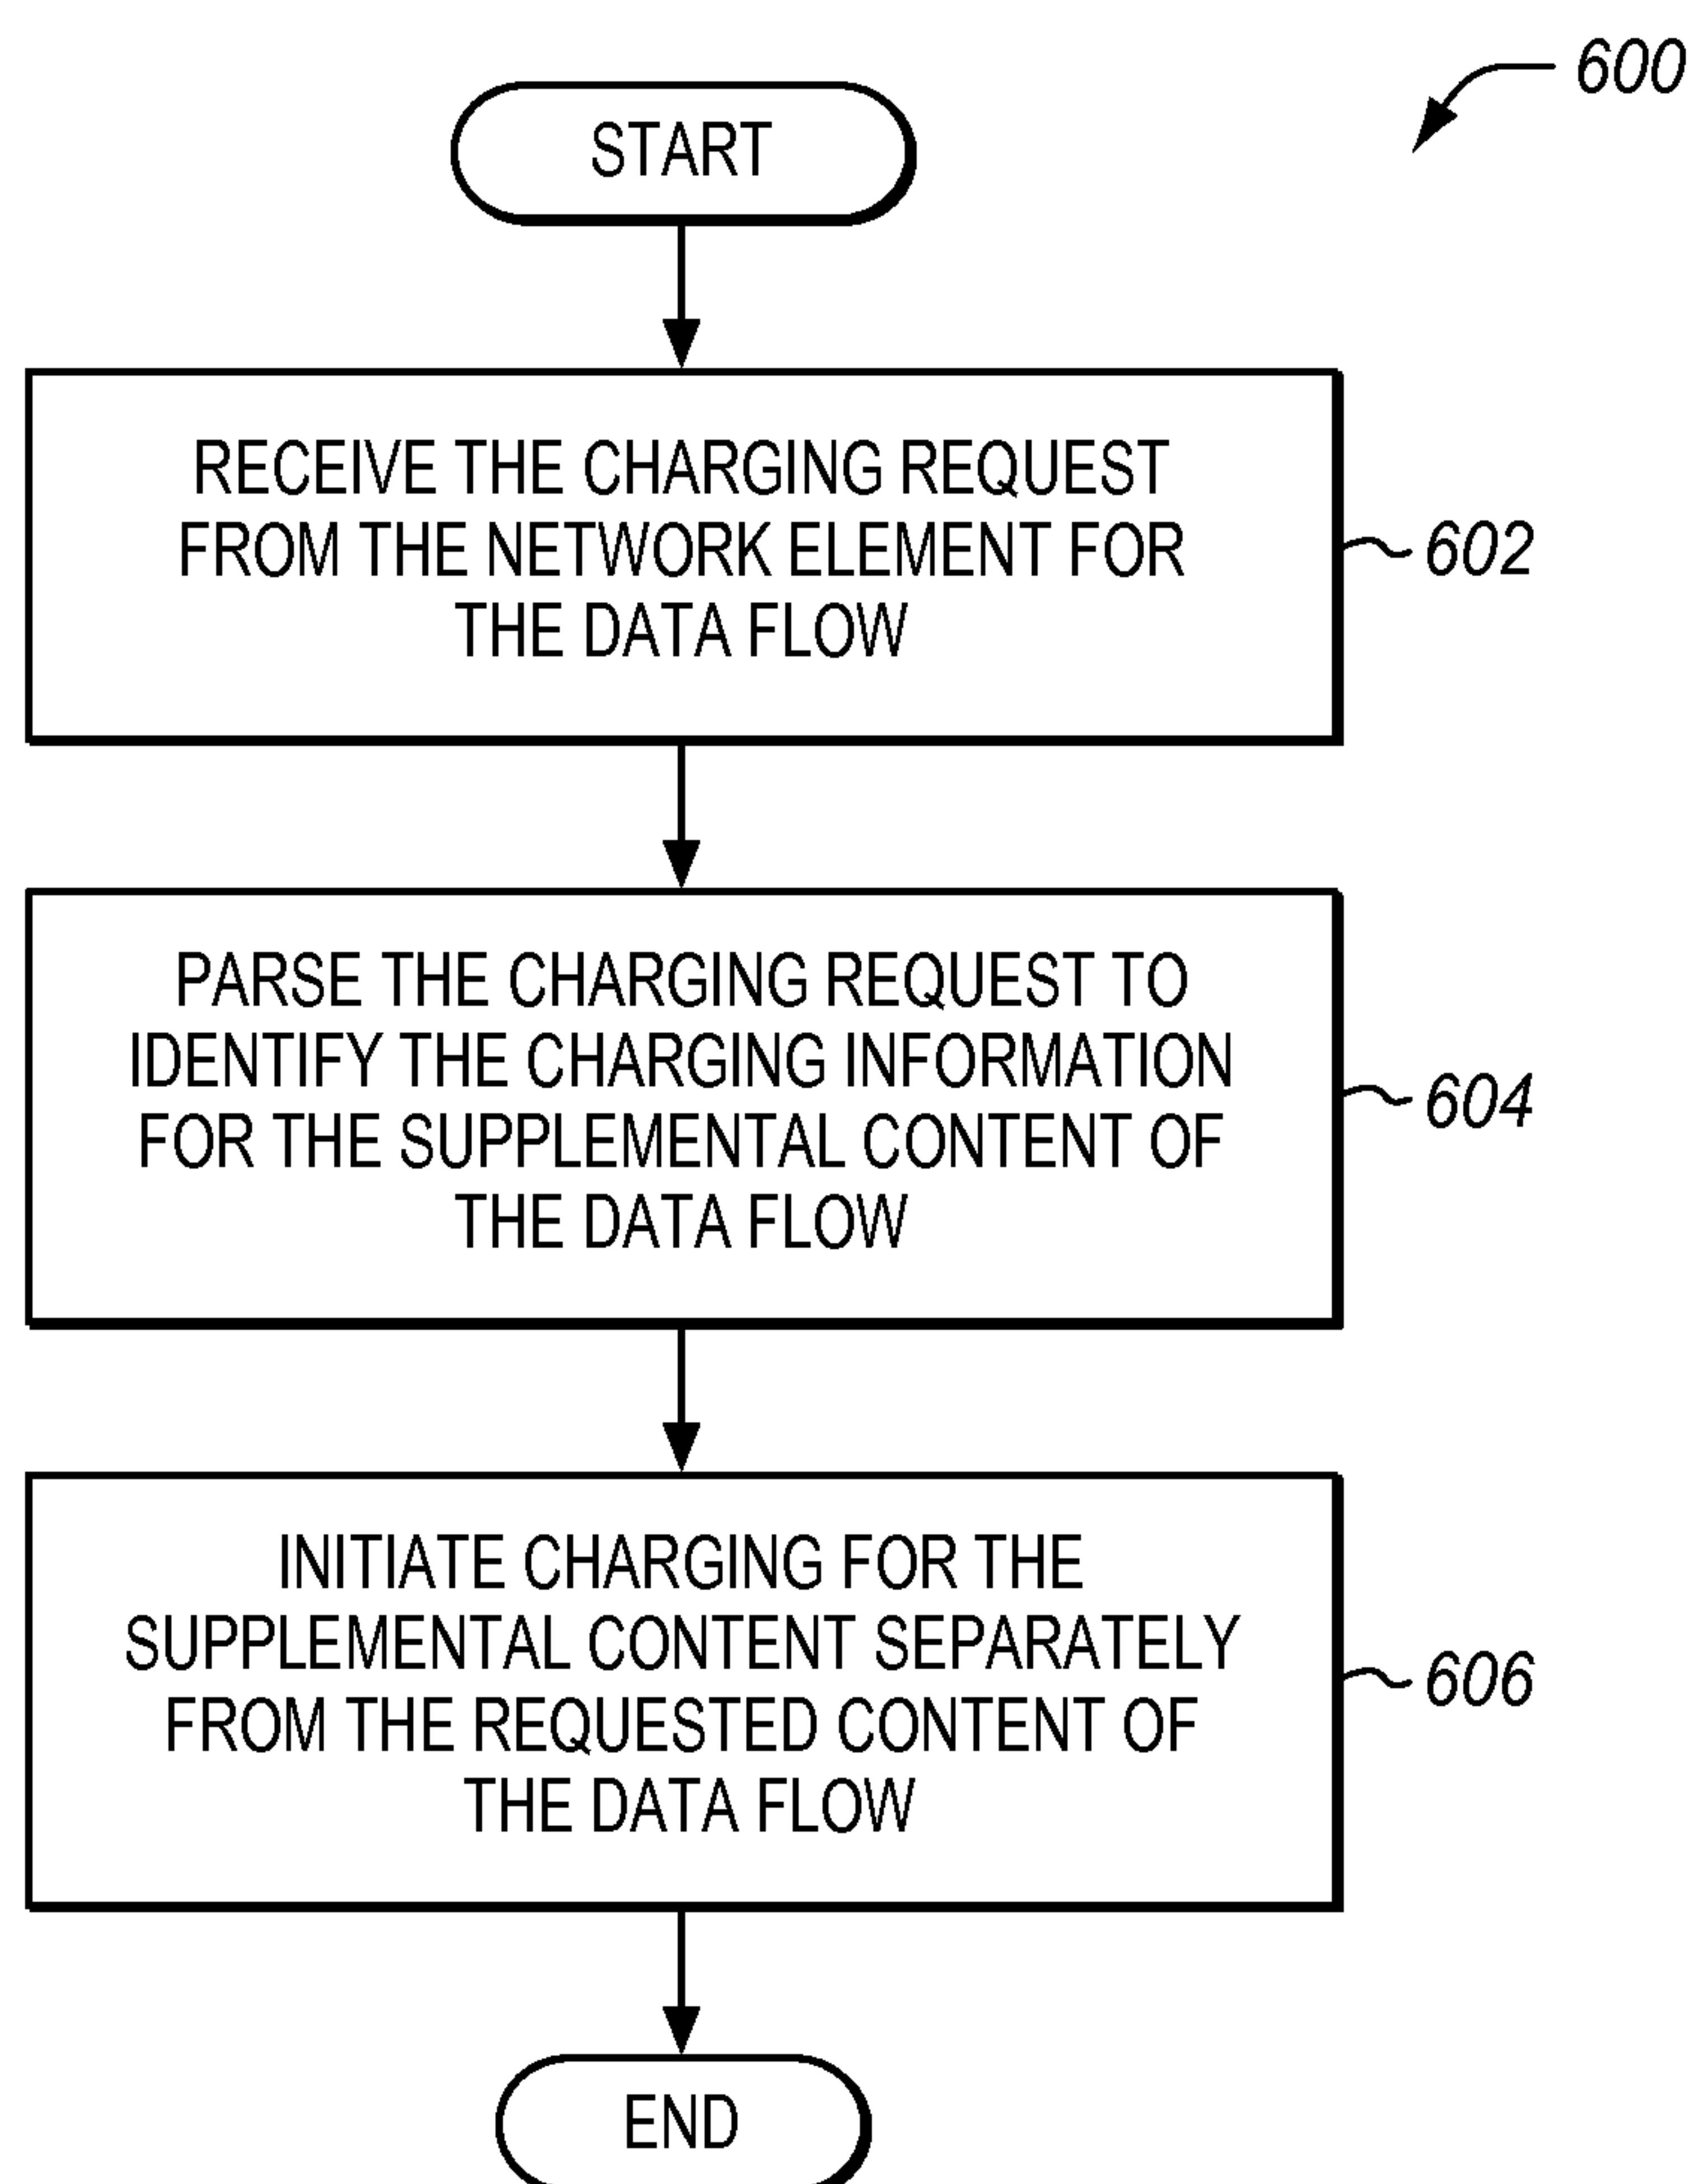 600
START
RECEIVE THE CHARGING REQUEST
FROM THE NETWORK ELEMENT FOR
THE DATA FLOW
602
PARSE THE CHARGING REQUEST TO
IDENTIFY THE CHARGING INFORMATION
FOR THE SUPPLEMENTAL CONTENT OF
THE DATA FLOW
604
INITIATE CHARGING FOR THE
SUPPLEMENTAL CONTENT SEPARATELY
FROM THE REQUESTED CONTENT OF
THE DATA FLOW
606
END